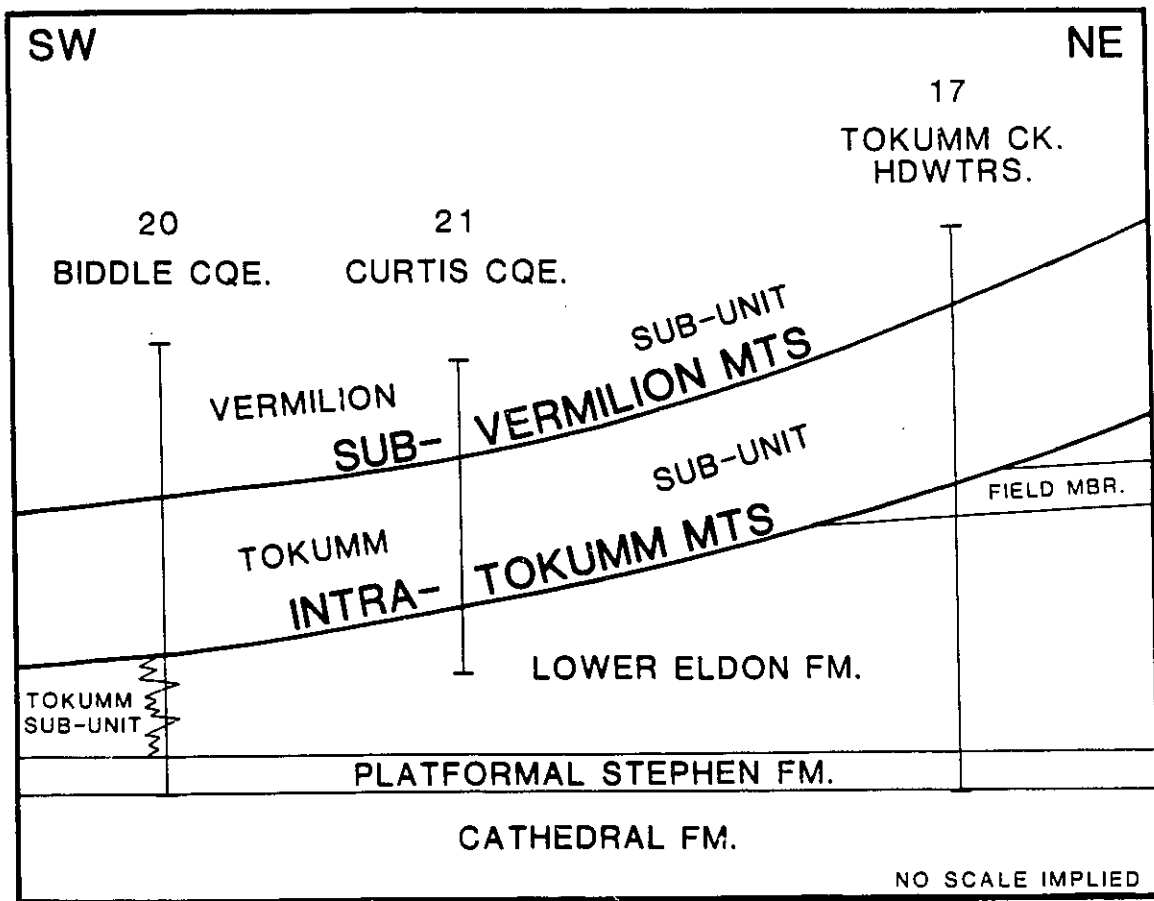 SW
NE
17
TOKUMM CK.
HDWTRS.
20
BIDDLE CQE.
21
CURTIS CQE.
VERMILION SUB-UNIT
SUB- VERMILION MTS
TOKUMM SUB-UNIT
INTRA- TOKUMM MTS
FIELD MBR.
LOWER ELDON FM.
TOKUMM
SUB-UNIT
PLATFORMAL STEPHEN FM.
CATHEDRAL FM.
NO SCALE IMPLIED